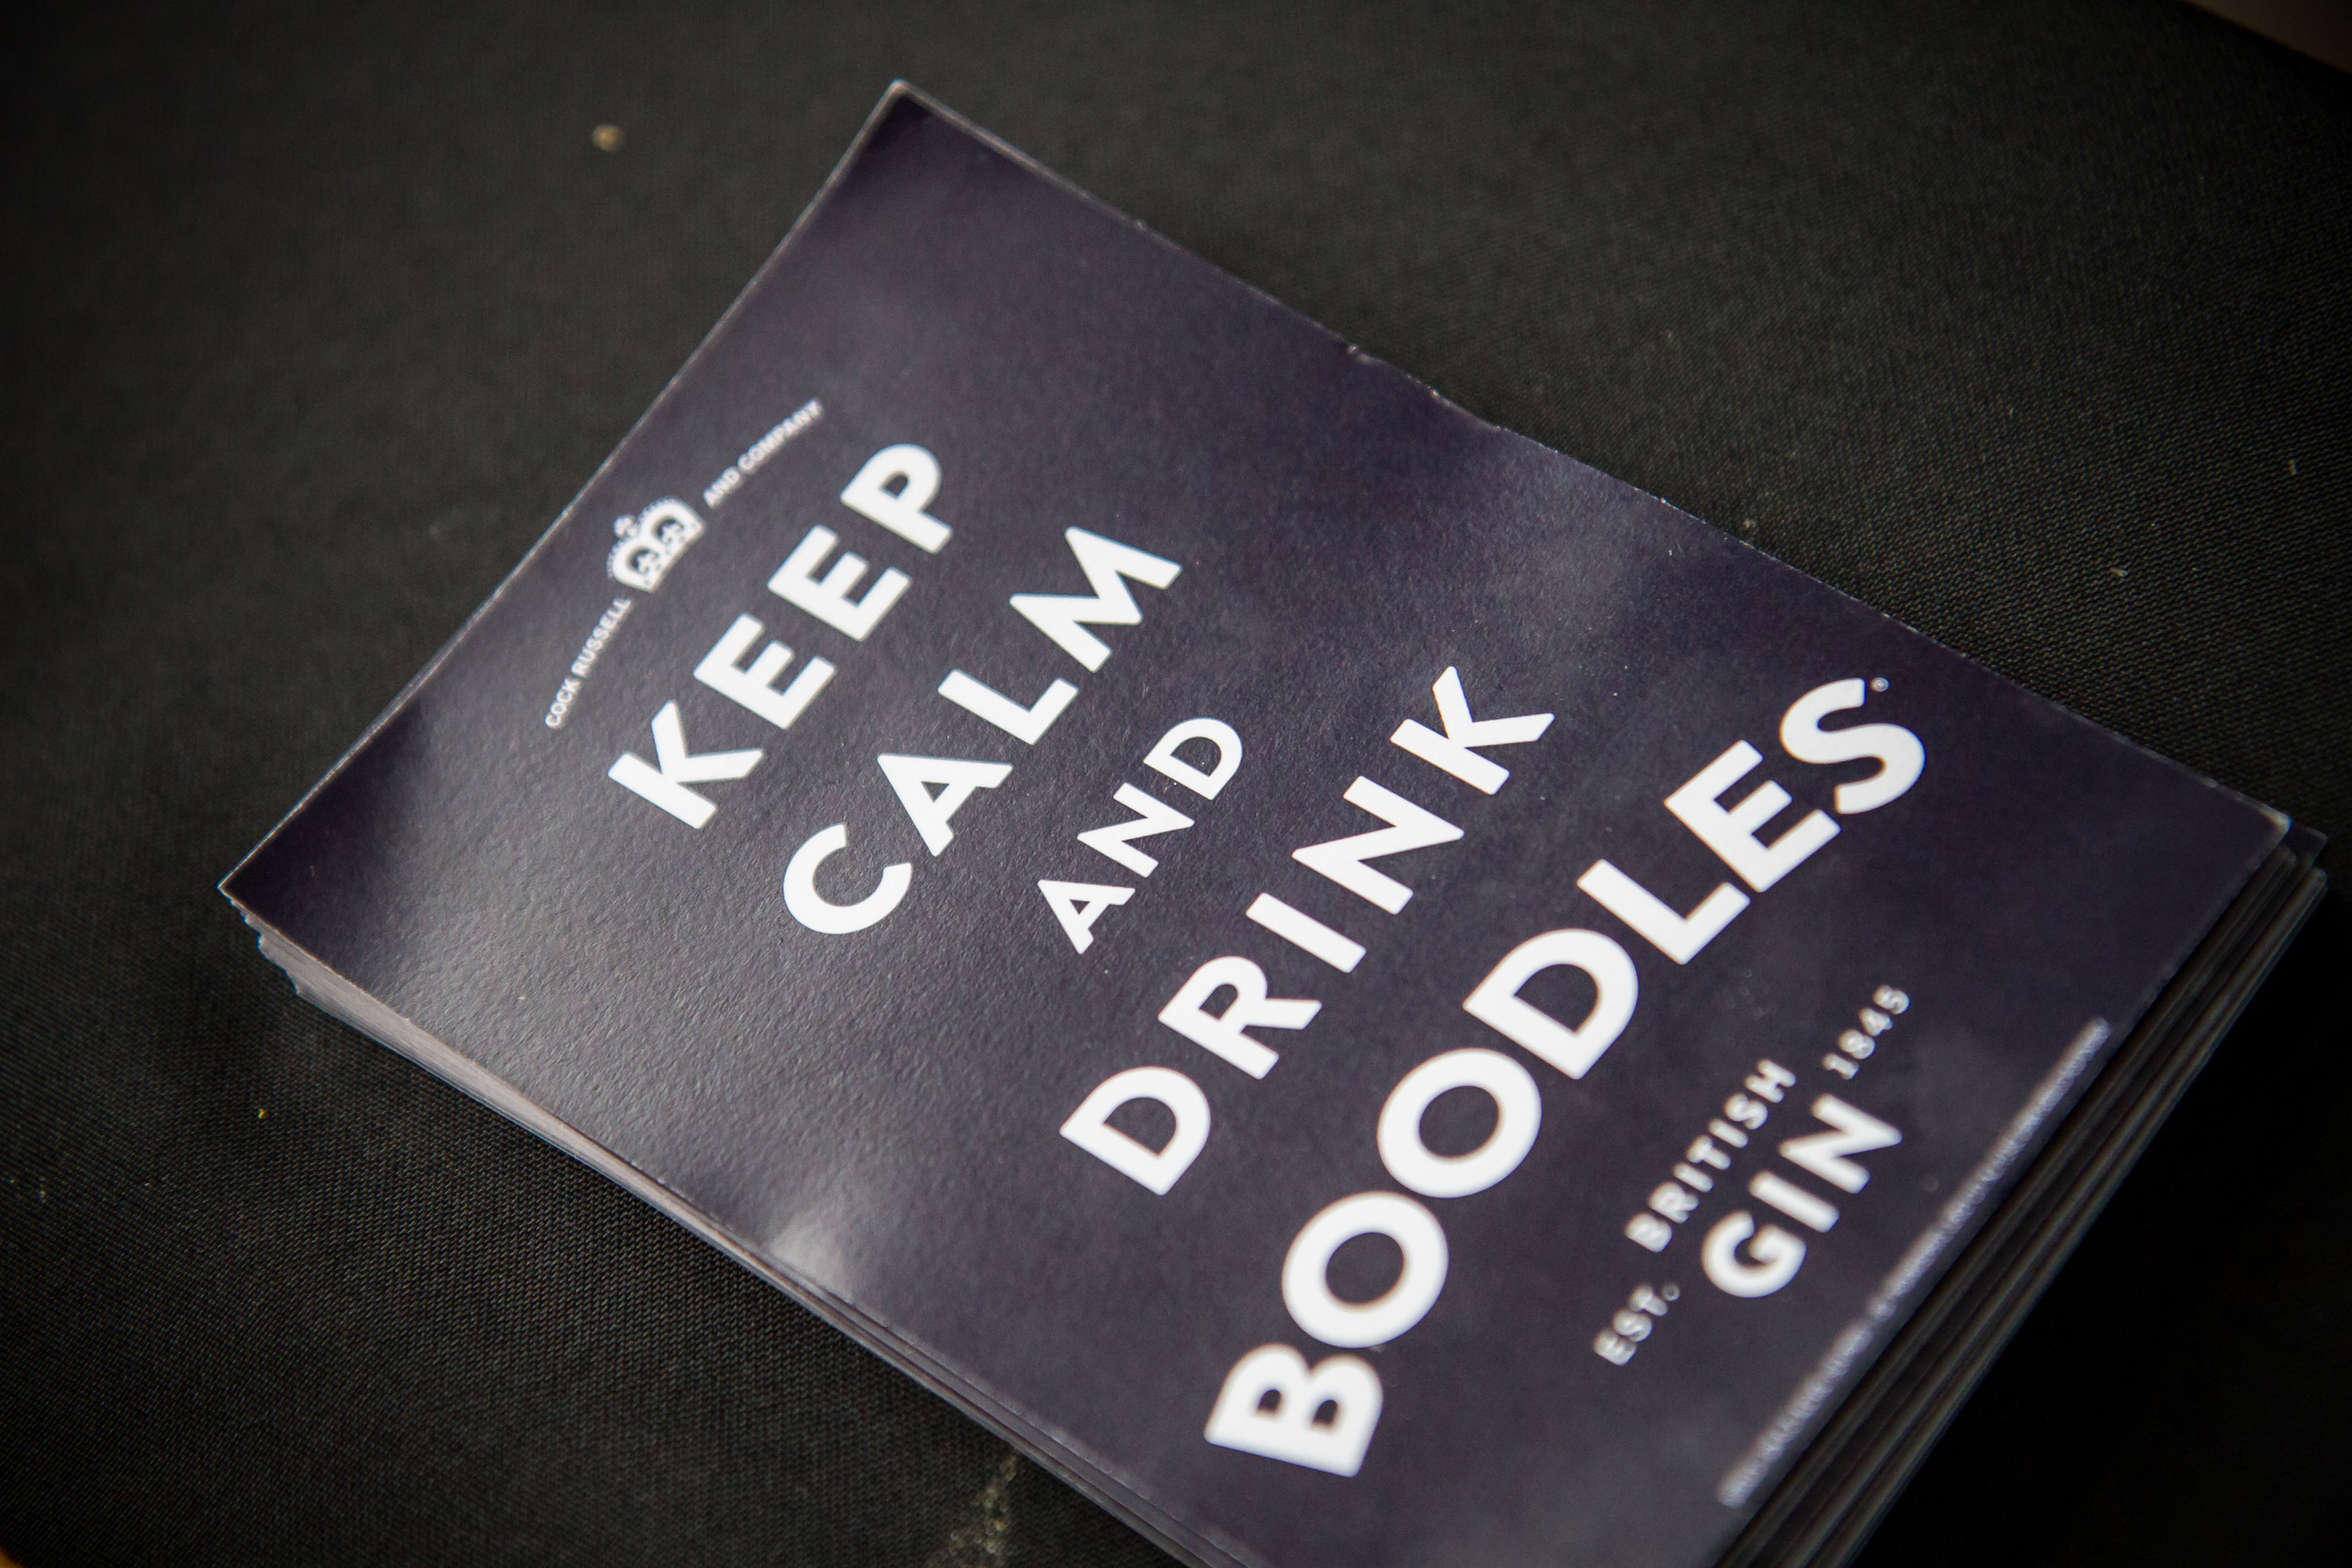 COCK RUSSELL AND COMPANY
KEEP
CALM
AND
DRINK
BOODLES®
BRITISH
EST. GIN 1845